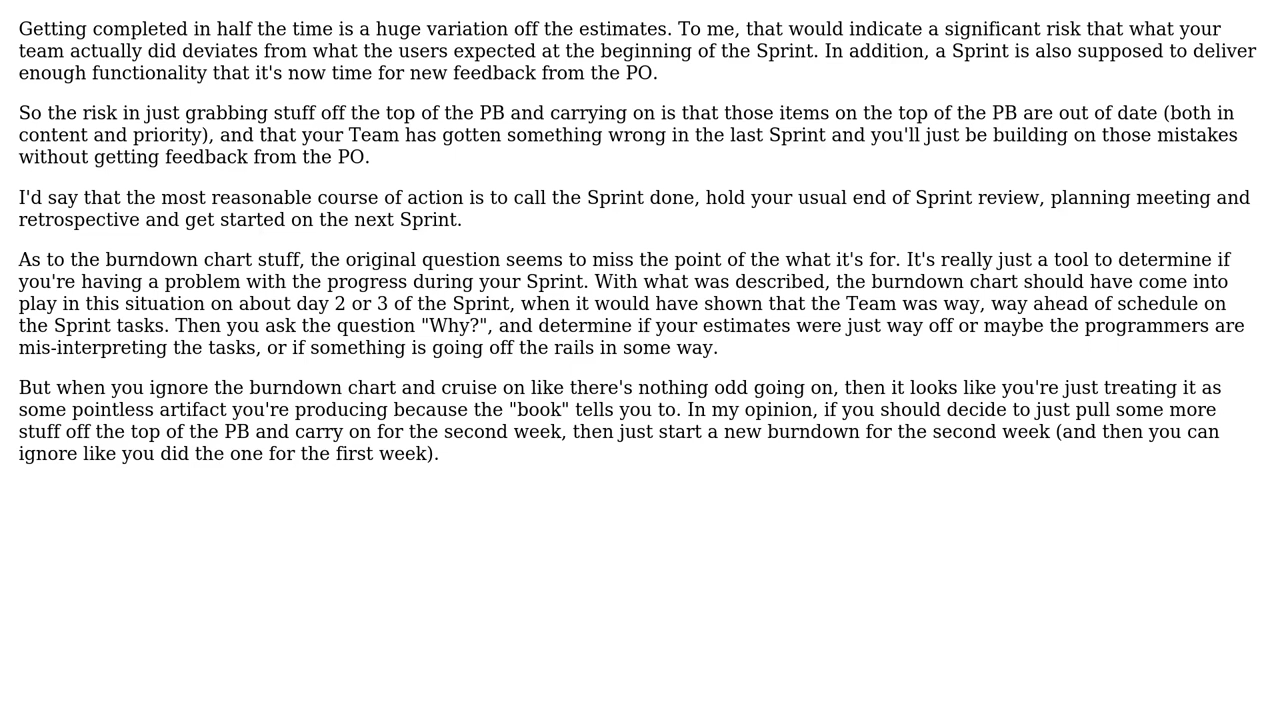 Getting completed in half the time is a huge variation off the estimates. To me, that would indicate a significant risk that what your
team actually did deviates from what the users expected at the beginning of the Sprint. In addition, a Sprint is also supposed to deliver
enough functionality that it's now time for new feedback from the PO.
So the risk in just grabbing stuff off the top of the PB and carrying on is that those items on the top of the PB are out of date (both in
content and priority), and that your Team has gotten something wrong in the last Sprint and you'll just be building on those mistakes
without getting feedback from the PO.
I'd say that the most reasonable course of action is to call the Sprint done, hold your usual end of Sprint review, planning meeting and
retrospective and get started on the next Sprint.
As to the burndown chart stuff, the original question seems to miss the point of the what it's for. It's really just a tool to determine if
you're having a problem with the progress during your Sprint. With what was described, the burndown chart should have come into
play in this situation on about day 2 or 3 of the Sprint, when it would have shown that the Team was way, way ahead of schedule on
the Sprint tasks. Then you ask the question "Why?", and determine if your estimates were just way off or maybe the programmers are
mis-interpreting the tasks, or if something is going off the rails in some way.
But when you ignore the burndown chart and cruise on like there's nothing odd going on, then it looks like you're just treating it as
some pointless artifact you're producing because the "book" tells you to. In my opinion, if you should decide to just pull some more
stuff off the top of the PB and carry on for the second week, then just start a new burndown for the second week (and then you can
ignore like you did the one for the first week).